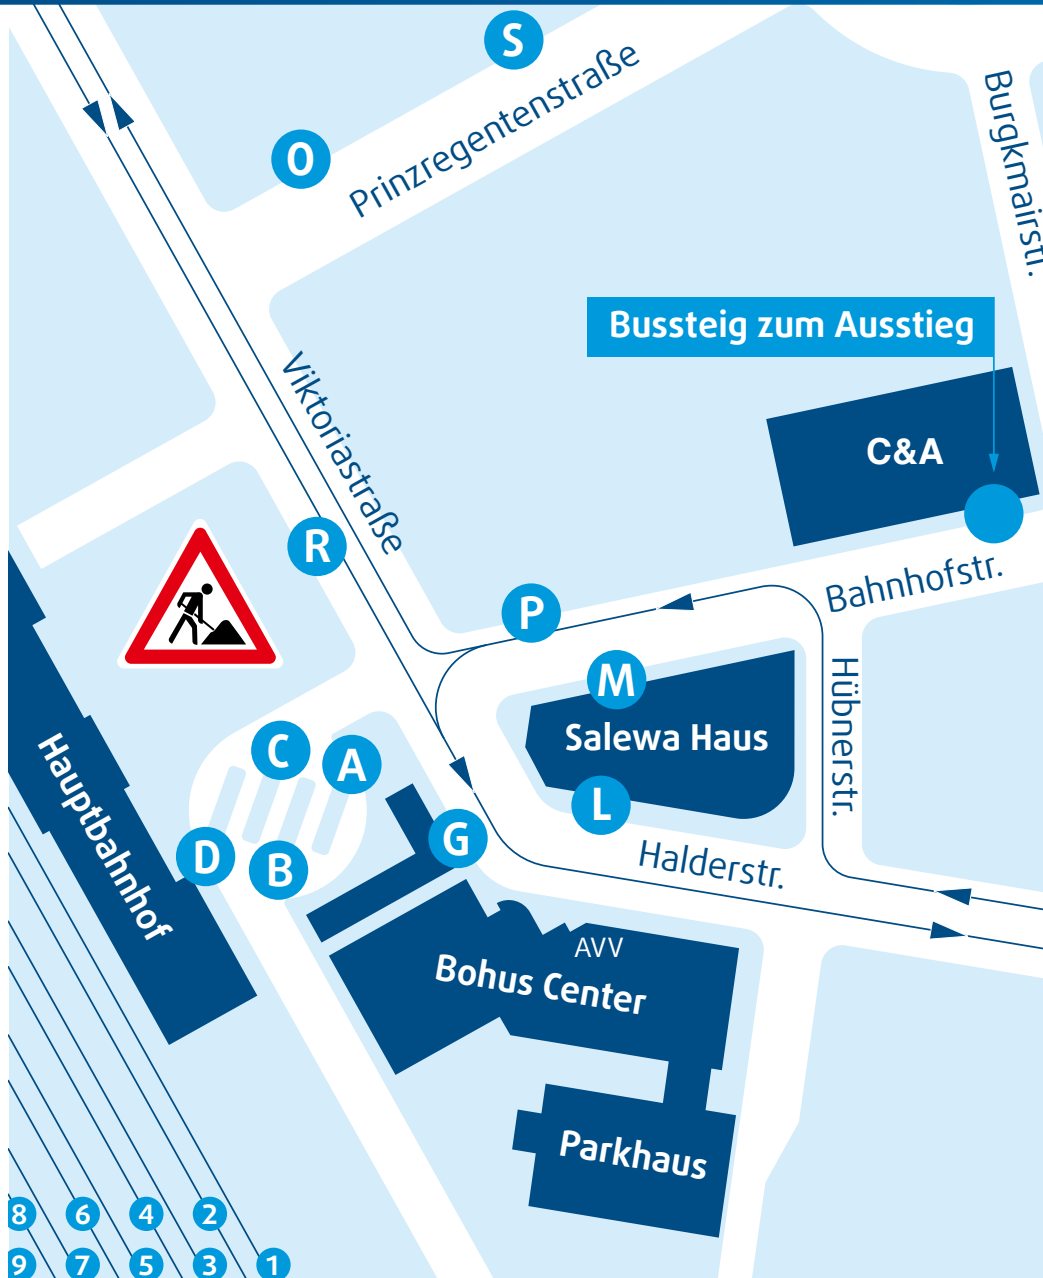 S
Prinzregentenstraße
O
Burgkmairstr.
Bussteig zum Ausstieg
Viktoriastraße
C&A
R
Bahnhofstr.
P
M
Hübnerstr.
Salewa Haus
C
A
L
Hauptbahnhof
D
B
G
Halderstr.
AVV
Bohus Center
Parkhaus
8 6 4 2
9 7 5 3 1